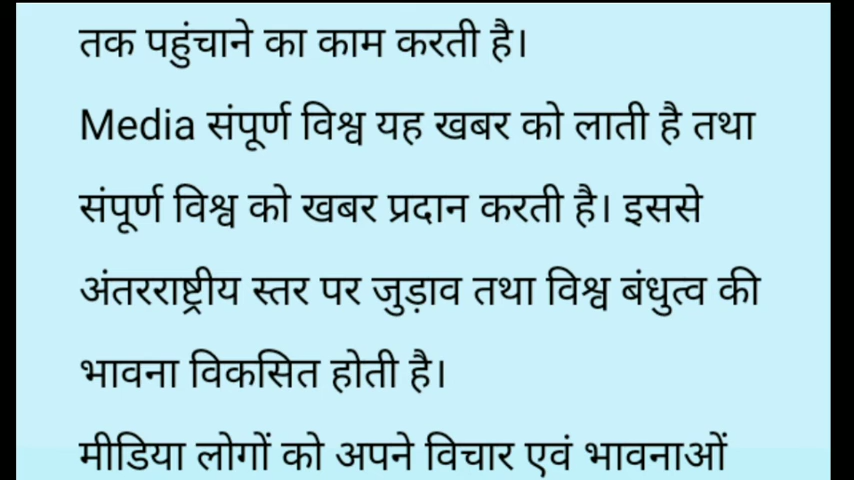 तक पहुंचाने का काम करती है।
Media संपूर्ण विश्व यह खबर को लाती है तथा
संपूर्ण विश्व को खबर प्रदान करती है। इससे
अंतरराष्ट्रीय स्तर पर जुड़ाव तथा विश्व बंधुत्व की
भावना विकसित होती है।
मीडिया लोगों को अपने विचार एवं भावनाओं